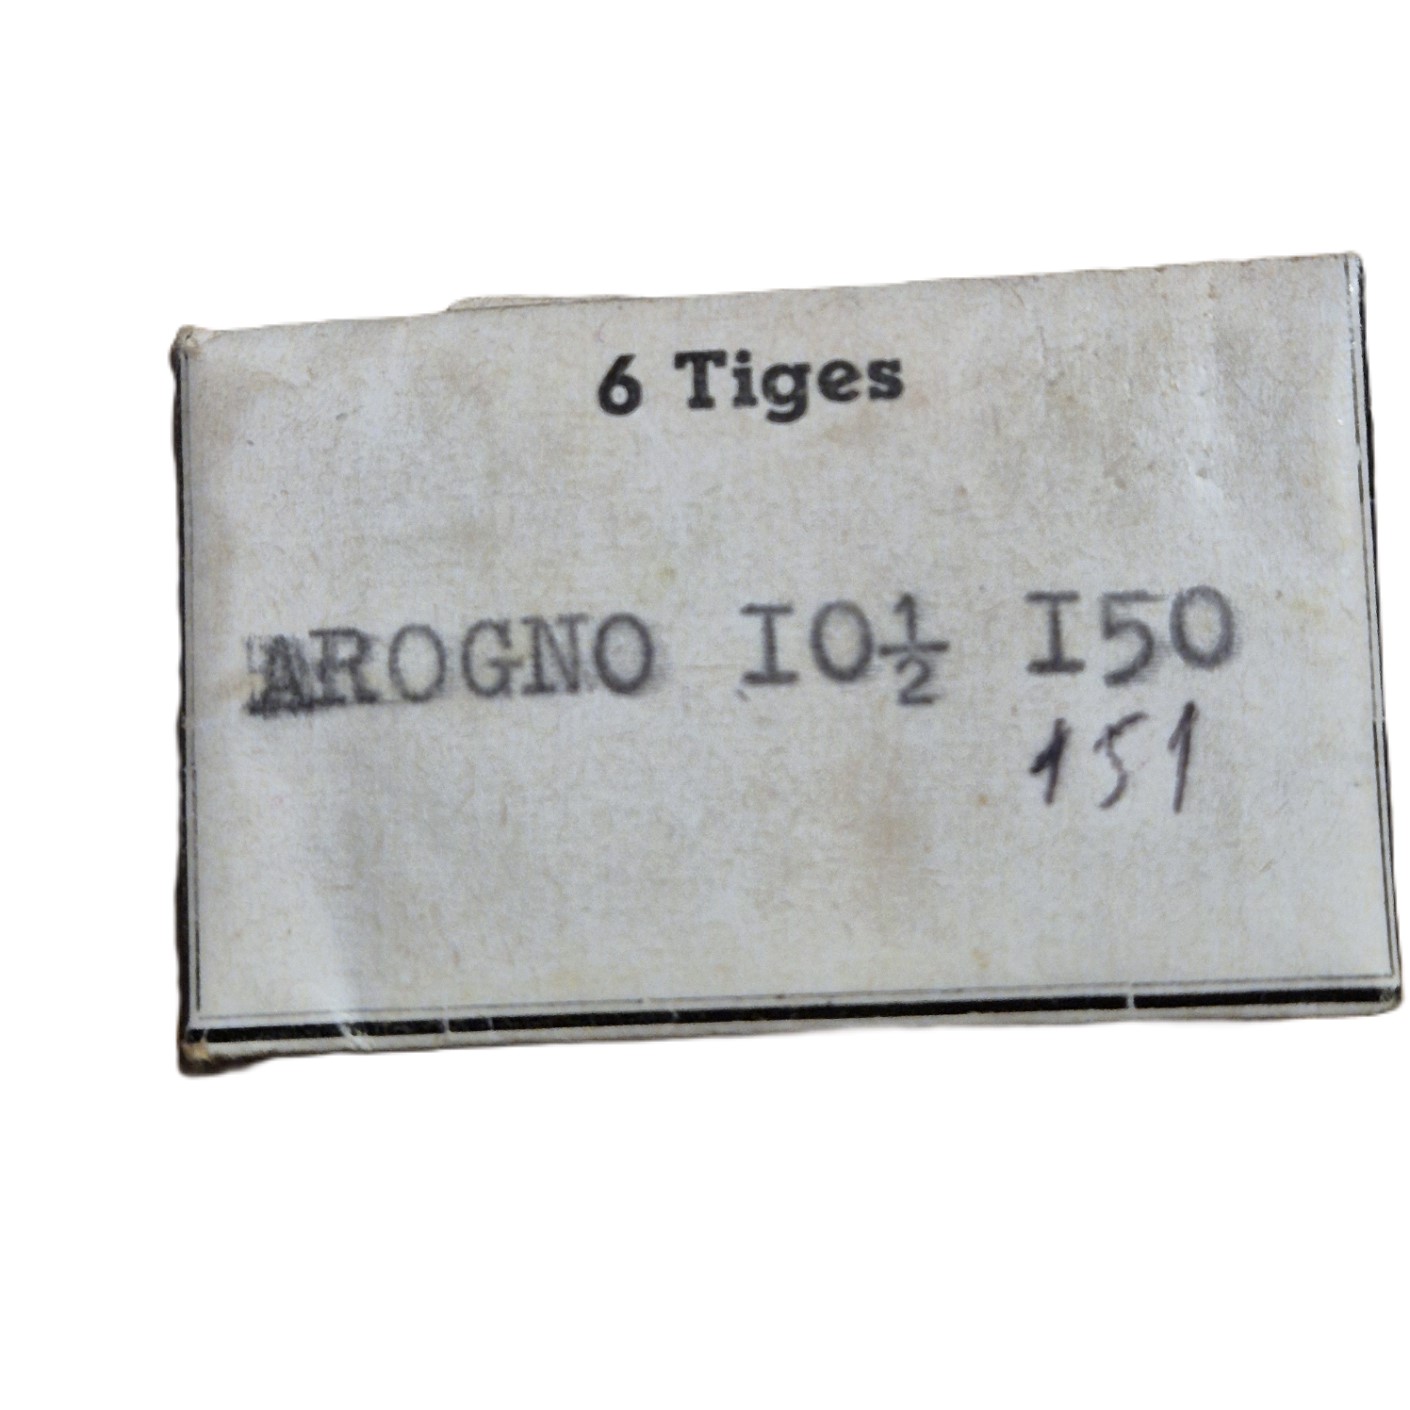 6 Tiges
AROGNO IO½ I50
151